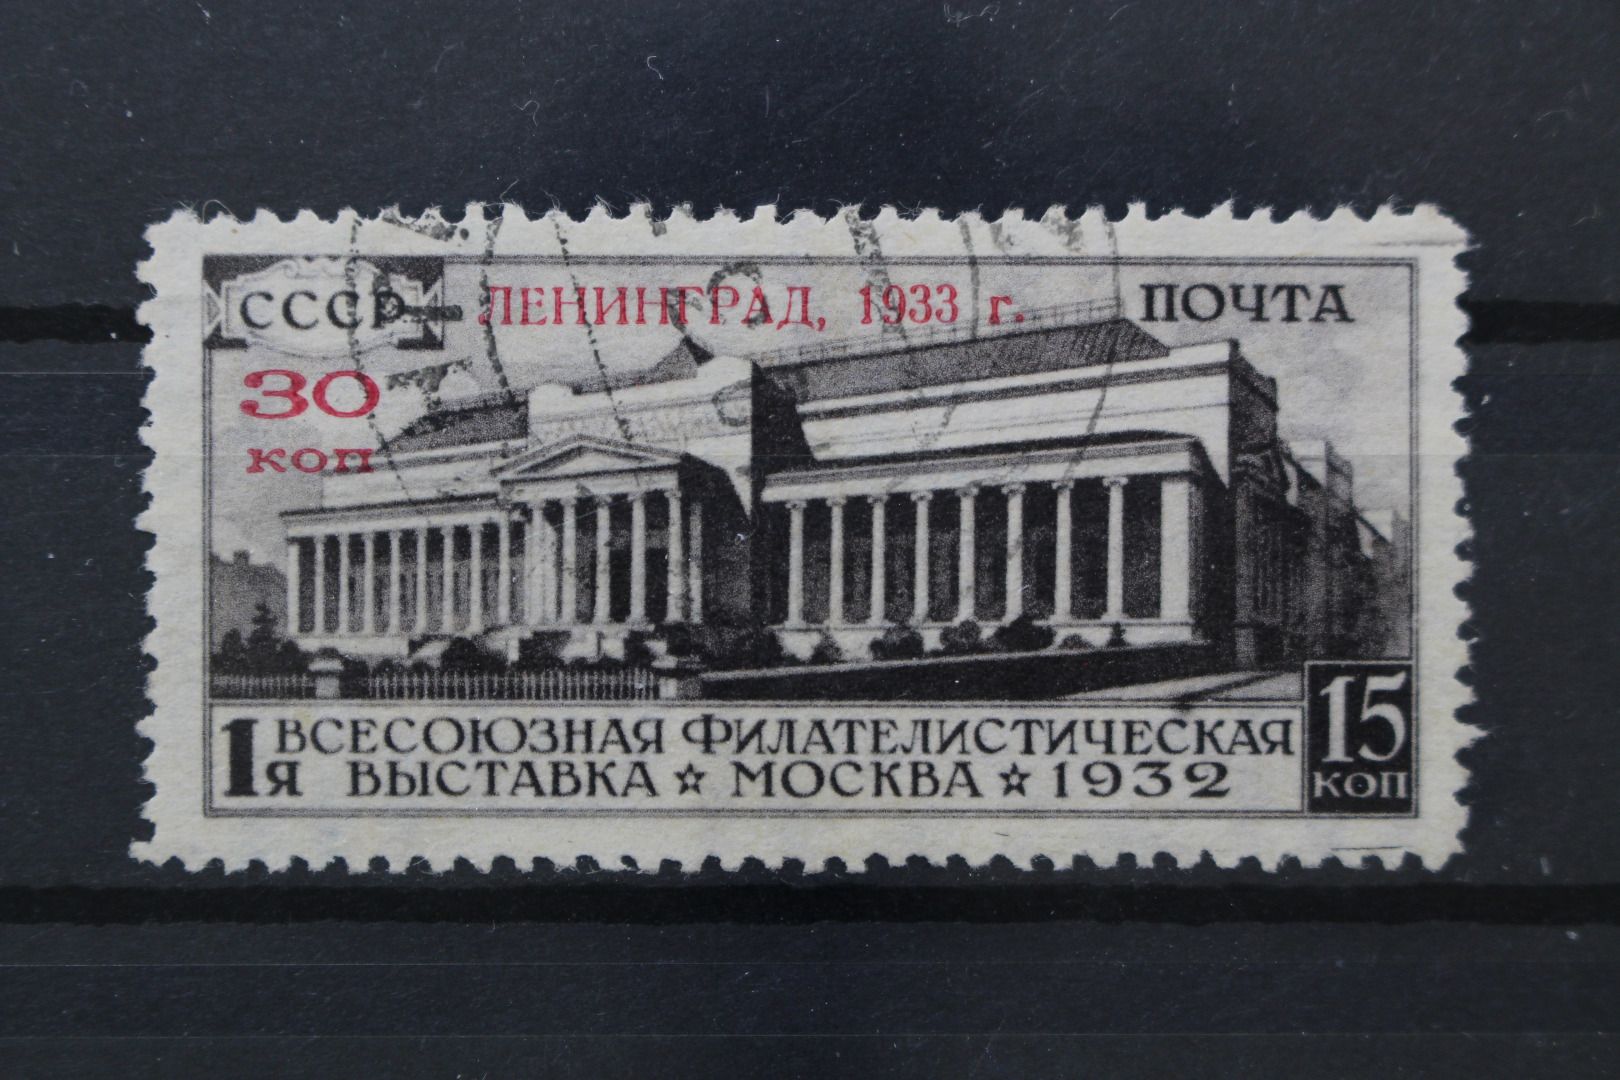 СССР ЛЕНИНГРАД, 1933 г. ПОЧТА
30
коп
1я ВСЕСОЮЗНАЯ ФИЛАТЕЛИСТИЧЕСКАЯ
ВЫСТАВКА ☆ МОСКВА ☆ 1932
15
КОП